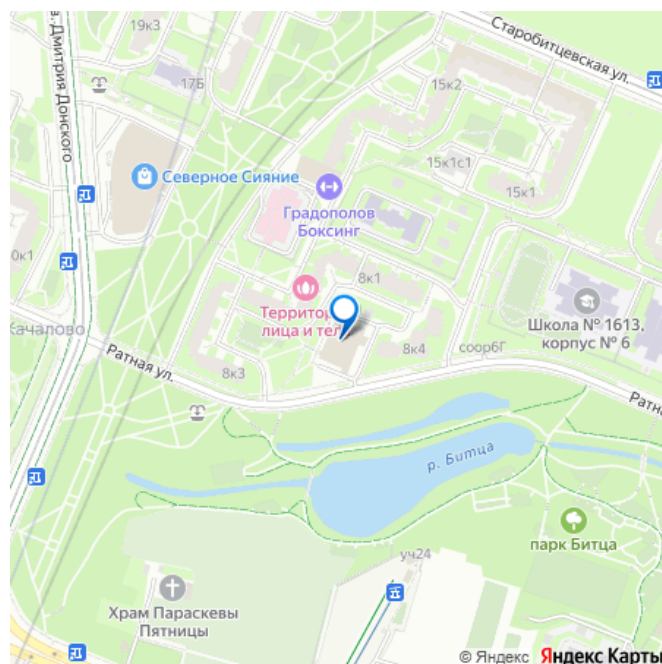 19к3
Старобитцевская ул.
в. Дмитрия Донского
17Б
15к2
Северное Сияние
15к1с1
15к1
Градополов
Боксинг
0к1
8к1
Территор
лица и тел
Школа № 1613,
корпус № 6
Качалово
Ратная ул.
8к3
8к4
соор6Г
Ратна
р. Битца
парк Битца
уч24
Храм Параскевы
Пятницы
© Яндекс Яндекс Карты